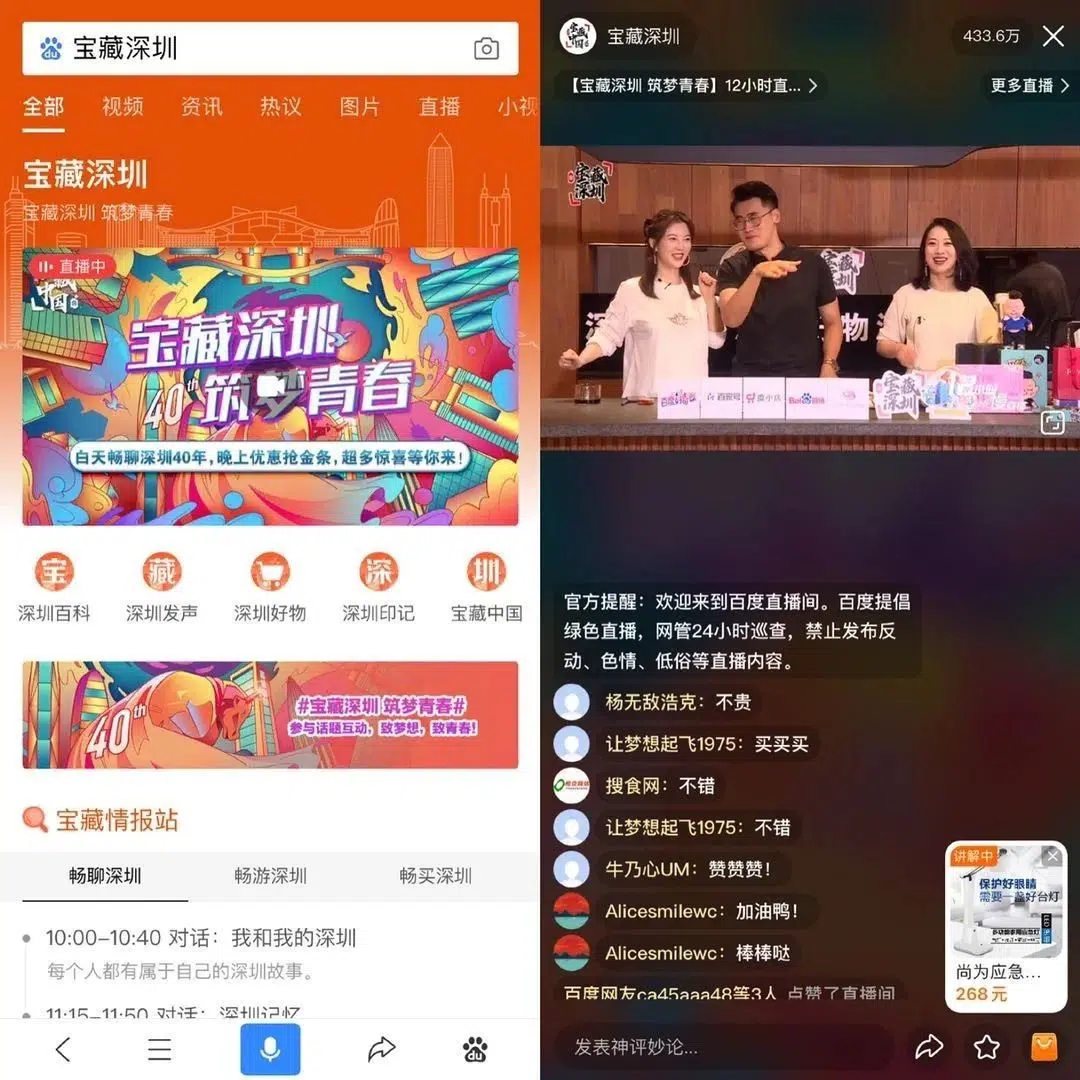 宝藏深圳
全部 视频 资讯 热议 图片 直播 小视
宝藏深圳
宝藏深圳 筑梦青春
直播中
宝藏深圳
40th 筑梦青春
白天畅聊深圳40年，晚上优惠抢金条，超多惊喜等你来！
宝 藏 深 圳
深圳百科 深圳发声 深圳好物 深圳印记 宝藏中国
40th
#宝藏深圳 筑梦青春#
参与话题互动，致梦想，致青春！
宝藏情报站
畅聊深圳 畅游深圳 畅买深圳
10:00-10:40 对话：我和我的深圳
每个人都有属于自己的深圳故事。
11:15-11:50 对话：深圳记忆
宝藏深圳 433.6万
【宝藏深圳 筑梦青春】12小时直... 更多直播
宝藏深圳
宝藏深圳
物
百家号
宝藏深圳
官方提醒：欢迎来到百度直播间。百度提倡
绿色直播，网管24小时巡查，禁止发布反
动、色情、低俗等直播内容。
杨无敌浩克：不贵
让梦想起飞1975：买买买
搜食网：不错
让梦想起飞1975：不错
牛乃心UM：赞赞赞！
Alicesmilewc：加油鸭！
Alicesmilewc：棒棒哒
百度网友ca45aaa48等3人 点赞了直播间
讲解中
保护好眼睛
需要一盏好台灯
尚为应急...
268元
发表神评妙论...